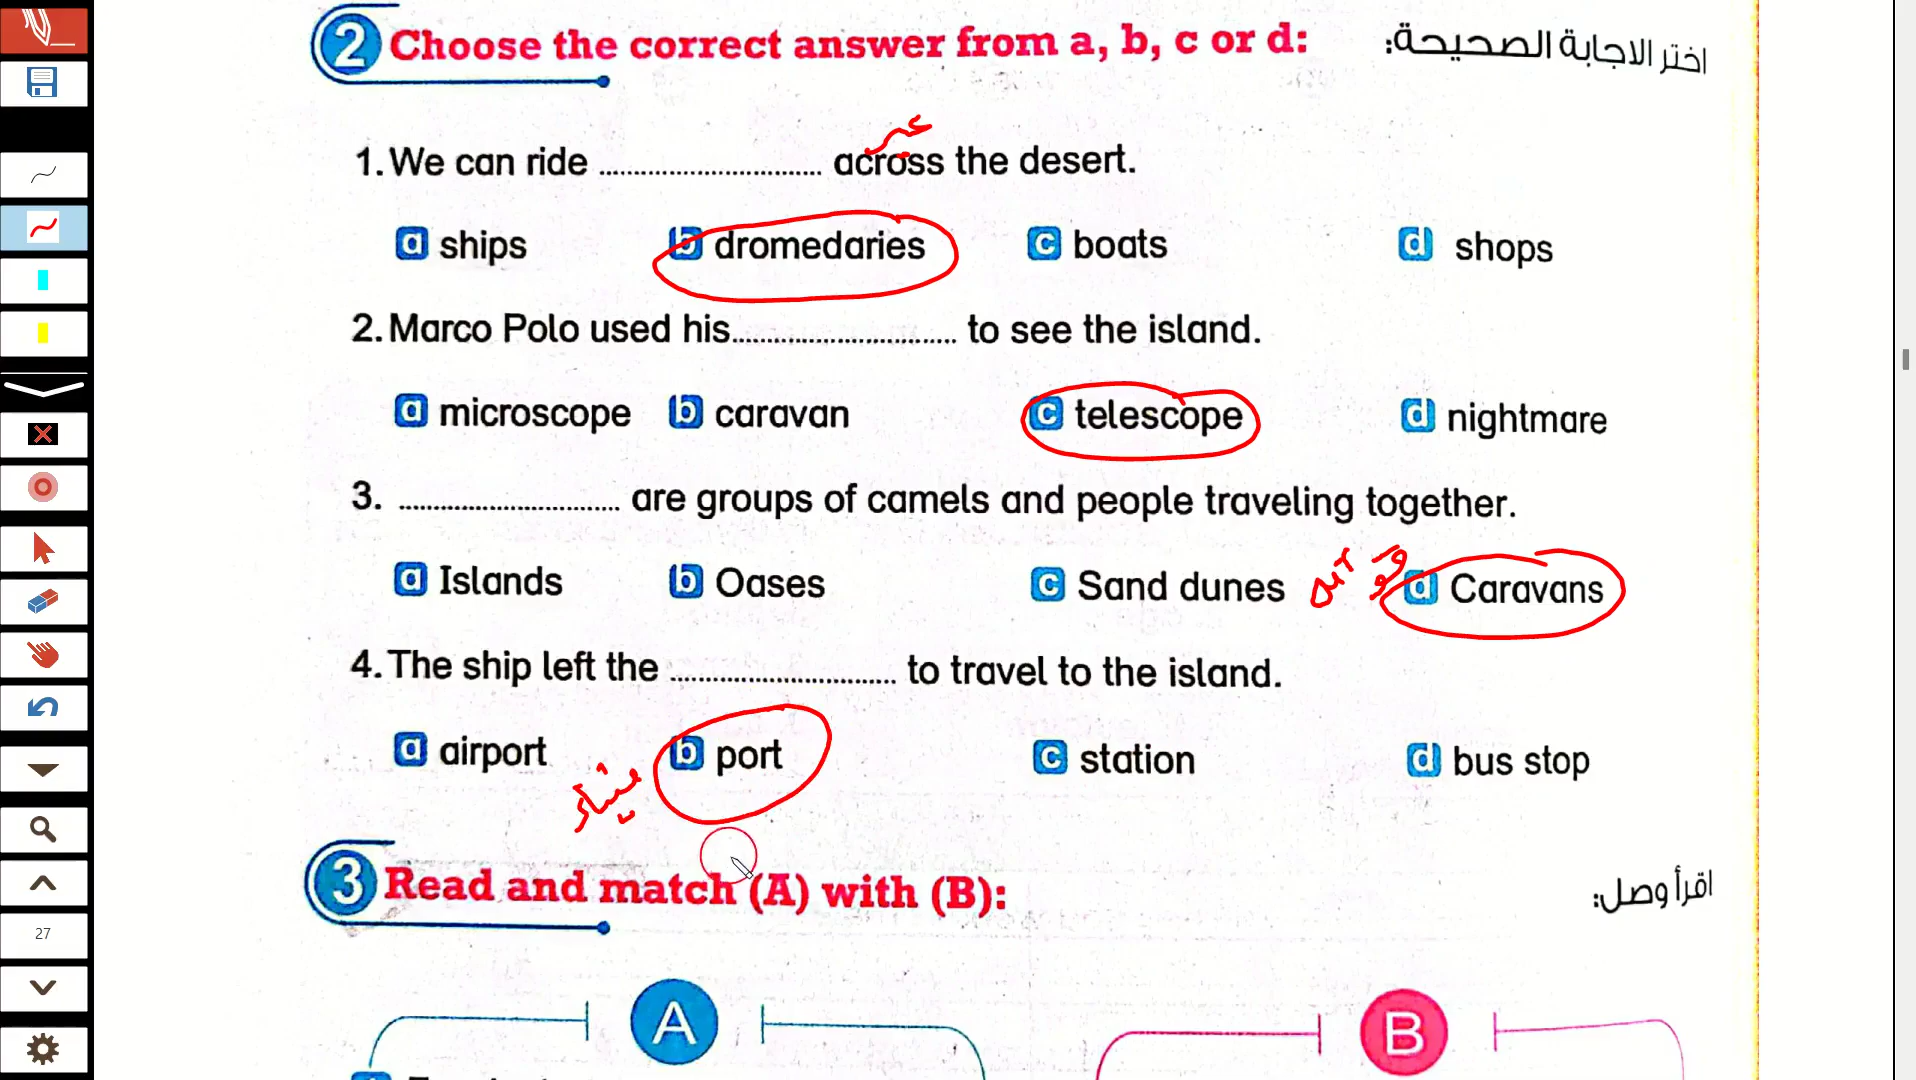 2 Choose the correct answer from a, b, c or d: اختر الاجابة الصحيحة:
عبر
1. We can ride ............................ across the desert.
a ships b dromedaries c boats d shops
2. Marco Polo used his............................ to see the island.
a microscope b caravan c telescope d nightmare
3. ............................ are groups of camels and people traveling together.
a Islands b Oases c Sand dunes d Caravans
4. The ship left the ............................ to travel to the island.
a airport b port c station d bus stop
ميناء
3 Read and match (A) with (B): اقرأ وصل:
27
A B